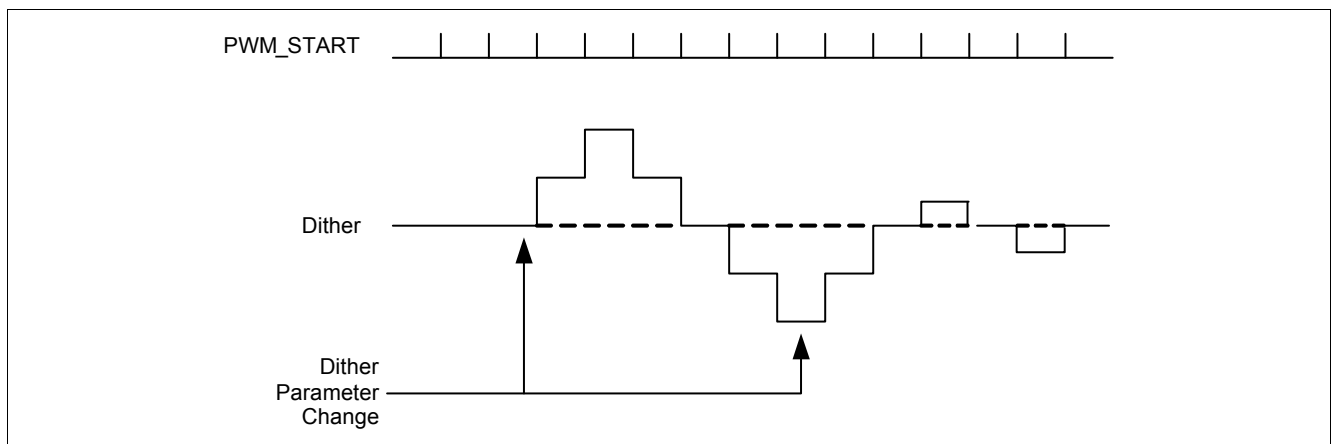 PWM_START
Dither
Dither
Parameter
Change